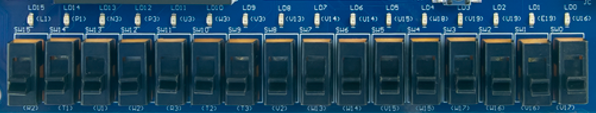 LD15 LD14 LD13 LD12 LD11 LD10 LD9 LD8 LD7 LD6 LD5 LD4 LD3 LD2 LD1 LD0
(L1) (P1) (N3) (P3) (U3) (W3) (V3) (V13) (V14) (U14) (U15) (W18) (V19) (U19) (E19) (U16)
SW15 SW14 SW13 SW12 SW11 SW10 SW9 SW8 SW7 SW6 SW5 SW4 SW3 SW2 SW1 SW0
(R2) (T1) (U1) (W2) (R3) (T2) (T3) (V2) (W13) (W14) (V15) (W15) (W17) (W16) (V16) (V17)